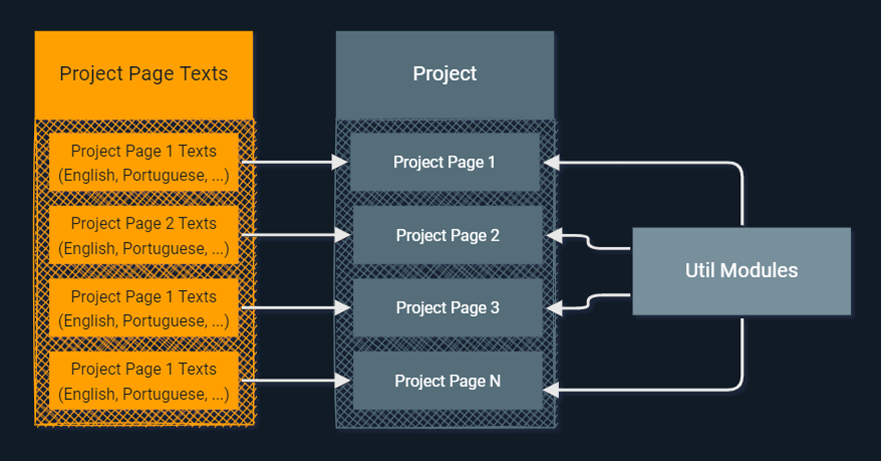 Project Page Texts
Project Page 1 Texts
(English, Portuguese, ...)
Project Page 2 Texts
(English, Portuguese, ...)
Project Page 1 Texts
(English, Portuguese, ...)
Project Page 1 Texts
(English, Portuguese, ...)
Project
Project Page 1
Project Page 2
Project Page 3
Project Page N
Util Modules